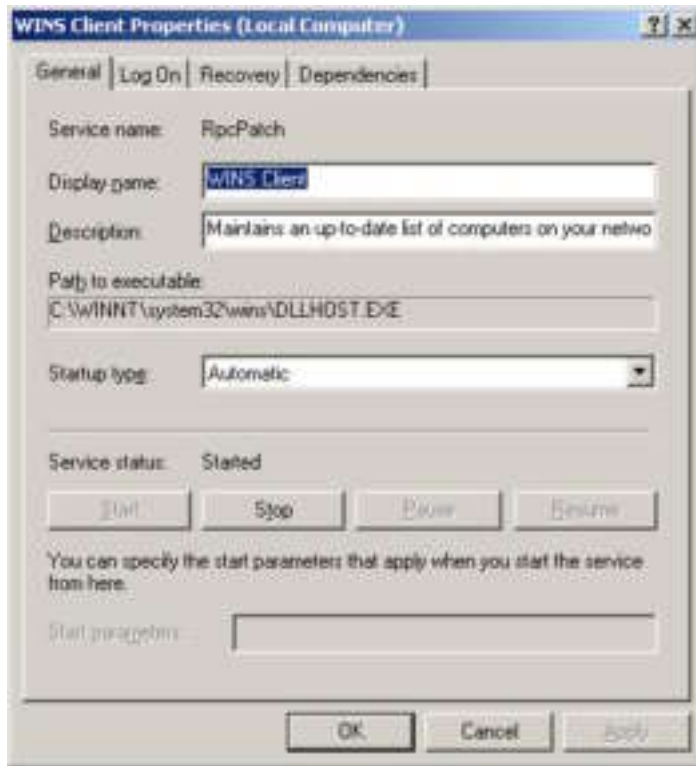 WINS Client Properties (Local Computer)
General Log On Recovery Dependencies
Service name: RpcPatch
Display name: WINS Client
Description: Maintains an up-to-date list of computers on your netwo
Path to executable:
C:\WINNT\system32\wins\DLLHOST.EXE
Startup type: Automatic
Service status: Started
Start Stop Pause Resume
You can specify the start parameters that apply when you start the service
from here.
Start parameters:
OK Cancel Apply